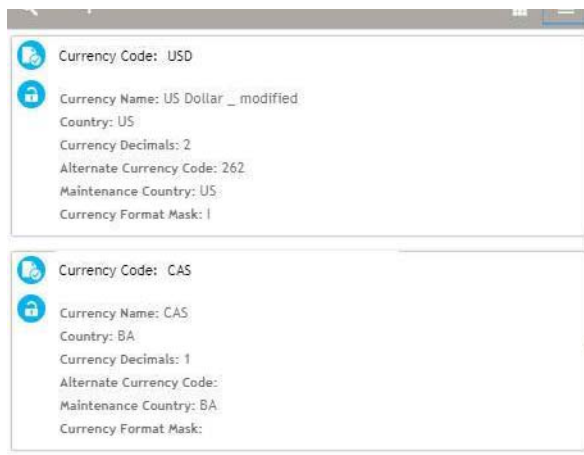 Currency Code: USD
Currency Name: US Dollar _ modified
Country: US
Currency Decimals: 2
Alternate Currency Code: 262
Maintenance Country: US
Currency Format Mask: I
Currency Code: CAS
Currency Name: CAS
Country: BA
Currency Decimals: 1
Alternate Currency Code:
Maintenance Country: BA
Currency Format Mask: